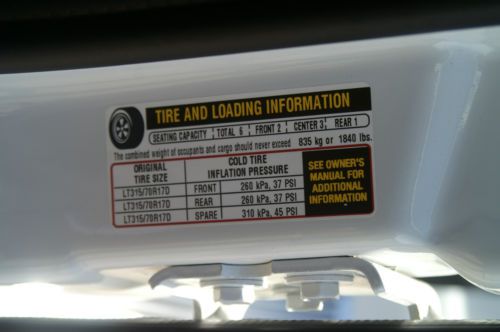 TIRE AND LOADING INFORMATION
SEATING CAPACITY | TOTAL 6 | FRONT 2 | CENTER 3 | REAR 1
The combined weight of occupants and cargo should never exceed 835 kg or 1840 lbs.
ORIGINAL TIRE SIZE
COLD TIRE INFLATION PRESSURE
LT315/70R17D FRONT 260 kPa, 37 PSI
LT315/70R17D REAR 260 kPa, 37 PSI
LT315/70R17D SPARE 310 kPa, 45 PSI
SEE OWNER'S
MANUAL FOR
ADDITIONAL
INFORMATION